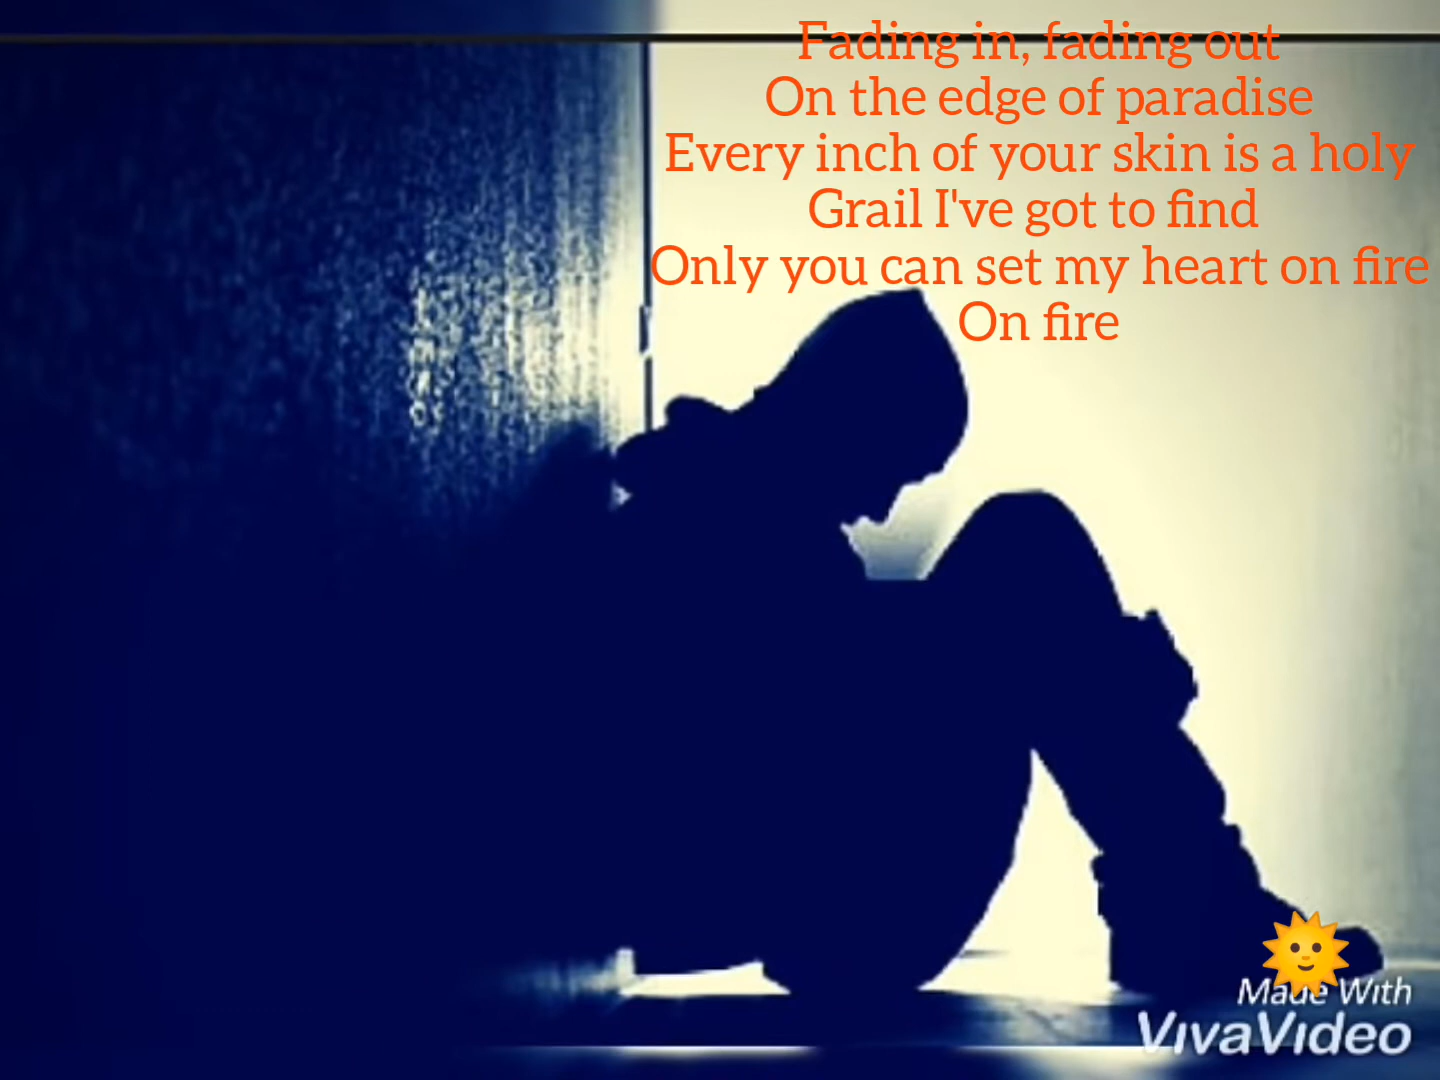 Fading in, fading out
On the edge of paradise
Every inch of your skin is a holy
Grail I've got to find
Only you can set my heart on fire
On fire
Made With
VivaVideo